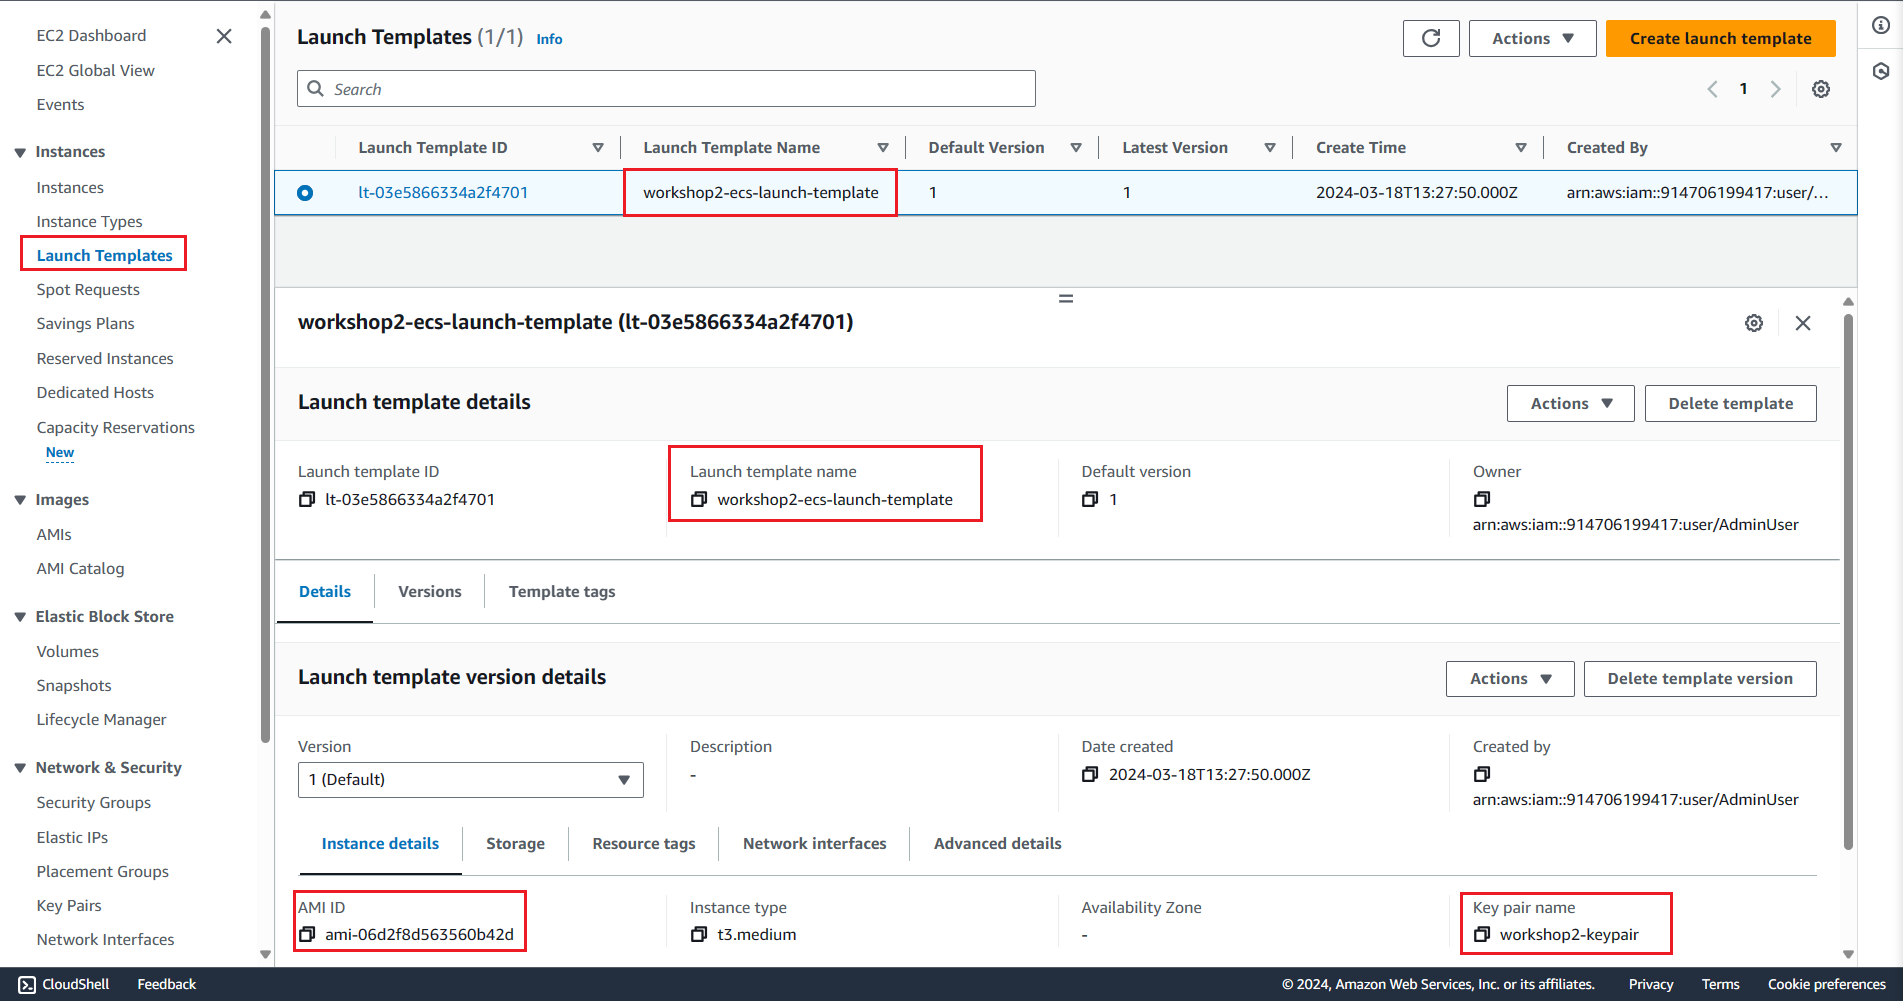 EC2 Dashboard
EC2 Global View
Events
Instances
Instances
Instance Types
Launch Templates
Spot Requests
Savings Plans
Reserved Instances
Dedicated Hosts
Capacity Reservations
New
Images
AMIs
AMI Catalog
Elastic Block Store
Volumes
Snapshots
Lifecycle Manager
Network & Security
Security Groups
Elastic IPs
Placement Groups
Key Pairs
Network Interfaces
Launch Templates (1/1) Info
Actions
Create launch template
Search
1
Launch Template ID Launch Template Name Default Version Latest Version Create Time Created By
lt-03e5866334a2f4701 workshop2-ecs-launch-template 1 1 2024-03-18T13:27:50.000Z arn:aws:iam::914706199417:user/...
workshop2-ecs-launch-template (lt-03e5866334a2f4701)
Launch template details
Actions
Delete template
Launch template ID
lt-03e5866334a2f4701
Launch template name
workshop2-ecs-launch-template
Default version
1
Owner
arn:aws:iam::914706199417:user/AdminUser
Details Versions Template tags
Launch template version details
Actions
Delete template version
Version
1 (Default)
Description
-
Date created
2024-03-18T13:27:50.000Z
Created by
arn:aws:iam::914706199417:user/AdminUser
Instance details Storage Resource tags Network interfaces Advanced details
AMI ID
ami-06d2f8d563560b42d
Instance type
t3.medium
Availability Zone
-
Key pair name
workshop2-keypair
CloudShell Feedback © 2024, Amazon Web Services, Inc. or its affiliates. Privacy Terms Cookie preferences